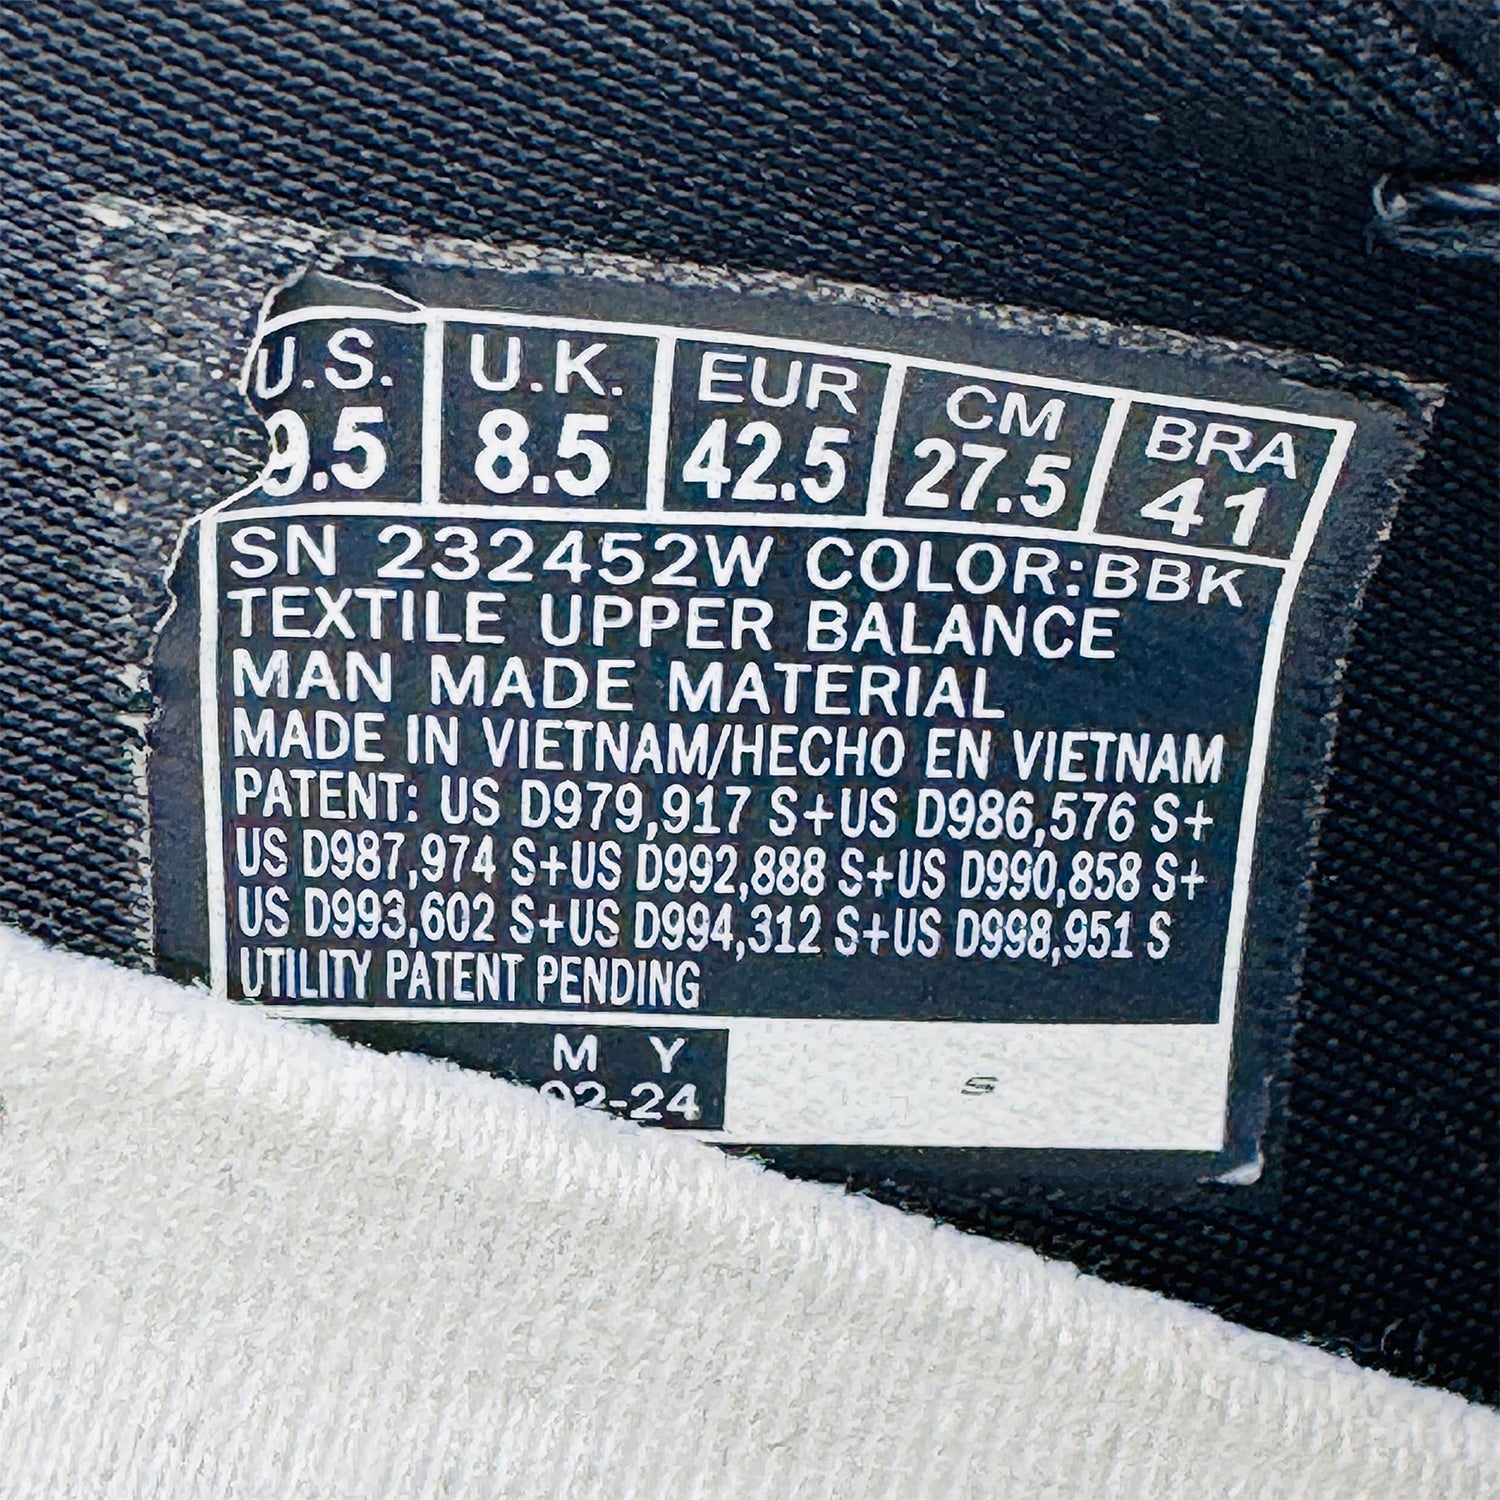 U.S. U.K. EUR CM BRA
9.5 8.5 42.5 27.5 41
SN 232452W COLOR:BBK
TEXTILE UPPER BALANCE
MAN MADE MATERIAL
MADE IN VIETNAM/HECHO EN VIETNAM
PATENT: US D979,917 S+US D986,576 S+
US D987,974 S+US D992,888 S+US D990,858 S+
US D993,602 S+US D994,312 S+US D998,951 S
UTILITY PATENT PENDING
M Y
02-24
S